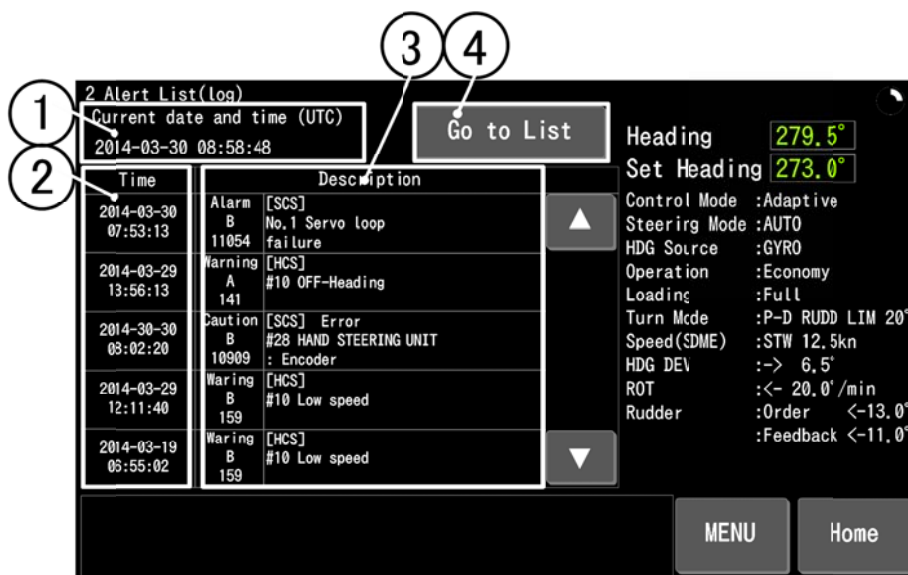 3 4
1
2
2 Alert List(log)
Current date and time (UTC)
2014-03-30 08:58:48
Go to List
Time Description
2014-03-30
07:53:13
Alarm
B
11054
[SCS]
No.1 Servo loop
failure
2014-03-29
13:56:13
Warning
A
141
[HCS]
#10 OFF-Heading
2014-30-30
03:02:20
Caution
B
10909
[SCS] Error
#28 HAND STEERING UNIT
: Encoder
2014-03-29
12:11:40
Waring
B
159
[HCS]
#10 Low speed
2014-03-19
06:55:02
Waring
B
159
[HCS]
#10 Low speed
▲
▼
Heading 279.5°
Set Heading 273.0°
Control Mode :Adaptive
Steering Mode :AUTO
HDG Source :GYRO
Operation :Economy
Loading :Full
Turn Mode :P-D RUDD LIM 20°
Speed(SDME) :STW 12.5kn
HDG DEV :-> 6.5°
ROT :<- 20.0°/min
Rudder :Order <-13.0°
:Feedback <-11.0°
MENU
Home